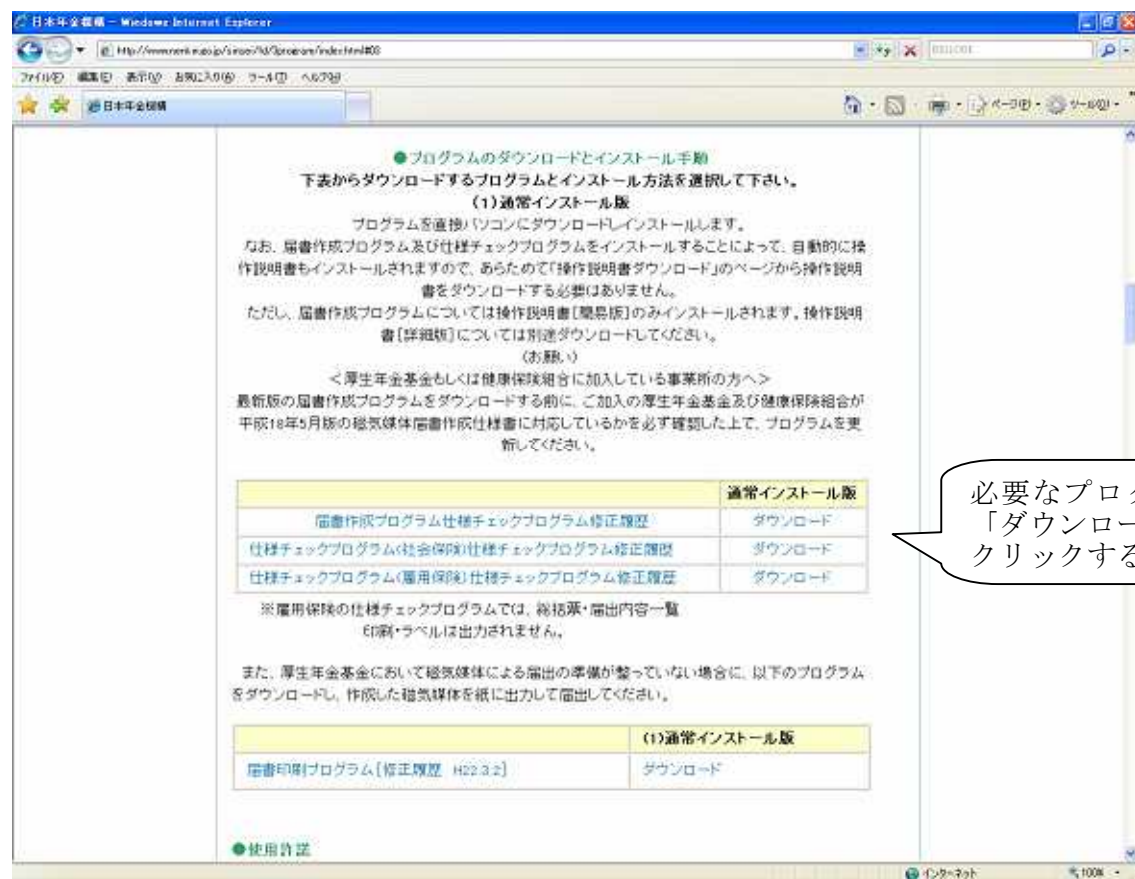 日本年金機構 - Windows Internet Explorer
ファイル(F) 編集(E) 表示(V) お気に入り(A) ツール(T) ヘルプ(H)
日本年金機構
ページ(P) ツール(O)
●プログラムのダウンロードとインストール手順
下表からダウンロードするプログラムとインストール方法を選択して下さい。
(1)通常インストール版
プログラムを直接パソコンにダウンロードしインストールします。
なお、届書作成プログラム及び仕様チェックプログラムをインストールすることによって、自動的に操
作説明書もインストールされますので、あらためて「操作説明書ダウンロード」のページから操作説明
書をダウンロードする必要はありません。
ただし、届書作成プログラムについては操作説明書[簡易版]のみインストールされます。操作説明
書[詳細版]については別途ダウンロードしてください。
(お願い)
＜厚生年金基金もしくは健康保険組合に加入している事業所の方へ＞
最新版の届書作成プログラムをダウンロードする前に、ご加入の厚生年金基金及び健康保険組合が
平成18年5月版の磁気媒体届書作成仕様書に対応しているかを必ず確認した上で、プログラムを更
新してください。
通常インストール版
届書作成プログラム仕様チェックプログラム修正履歴 ダウンロード
仕様チェックプログラム(社会保険)仕様チェックプログラム修正履歴 ダウンロード
仕様チェックプログラム(雇用保険)仕様チェックプログラム修正履歴 ダウンロード
※雇用保険の仕様チェックプログラムでは、総括票・届出内容一覧
印刷・ラベルは出力されません。
必要なプロ
「ダウンロー
クリックする
また、厚生年金基金において磁気媒体による届出の準備が整っていない場合に、以下のプログラム
をダウンロードし、作成した磁気媒体を紙に出力して届出してください。
(1)通常インストール版
届書印刷プログラム[修正履歴 H22.3.2] ダウンロード
●使用許諾
インターネット 100%